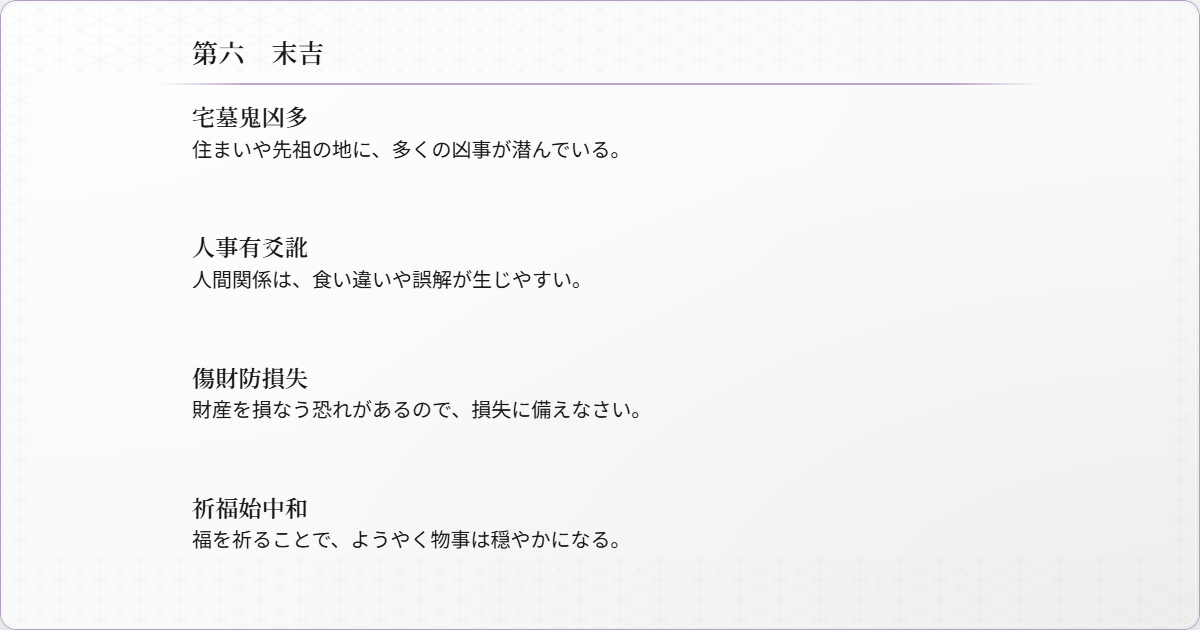 第六　末吉
宅墓鬼凶多
住まいや先祖の地に、多くの凶事が潜んでいる。
人事有爻訛
人間関係は、食い違いや誤解が生じやすい。
傷財防損失
財産を損なう恐れがあるので、損失に備えなさい。
祈福始中和
福を祈ることで、ようやく物事は穏やかになる。